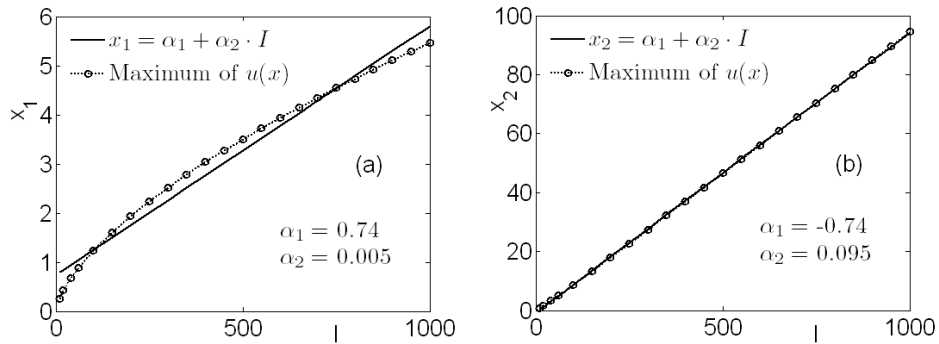 6
5
4
3
2
1
0
x₁
x₁ = α₁ + α₂ · I
Maximum of u(x)
(a)
α₁ = 0.74
α₂ = 0.005
0 500 1000
I
100
80
60
40
20
0
x₂
x₂ = α₁ + α₂ · I
Maximum of u(x)
(b)
α₁ = -0.74
α₂ = 0.095
0 500 1000
I